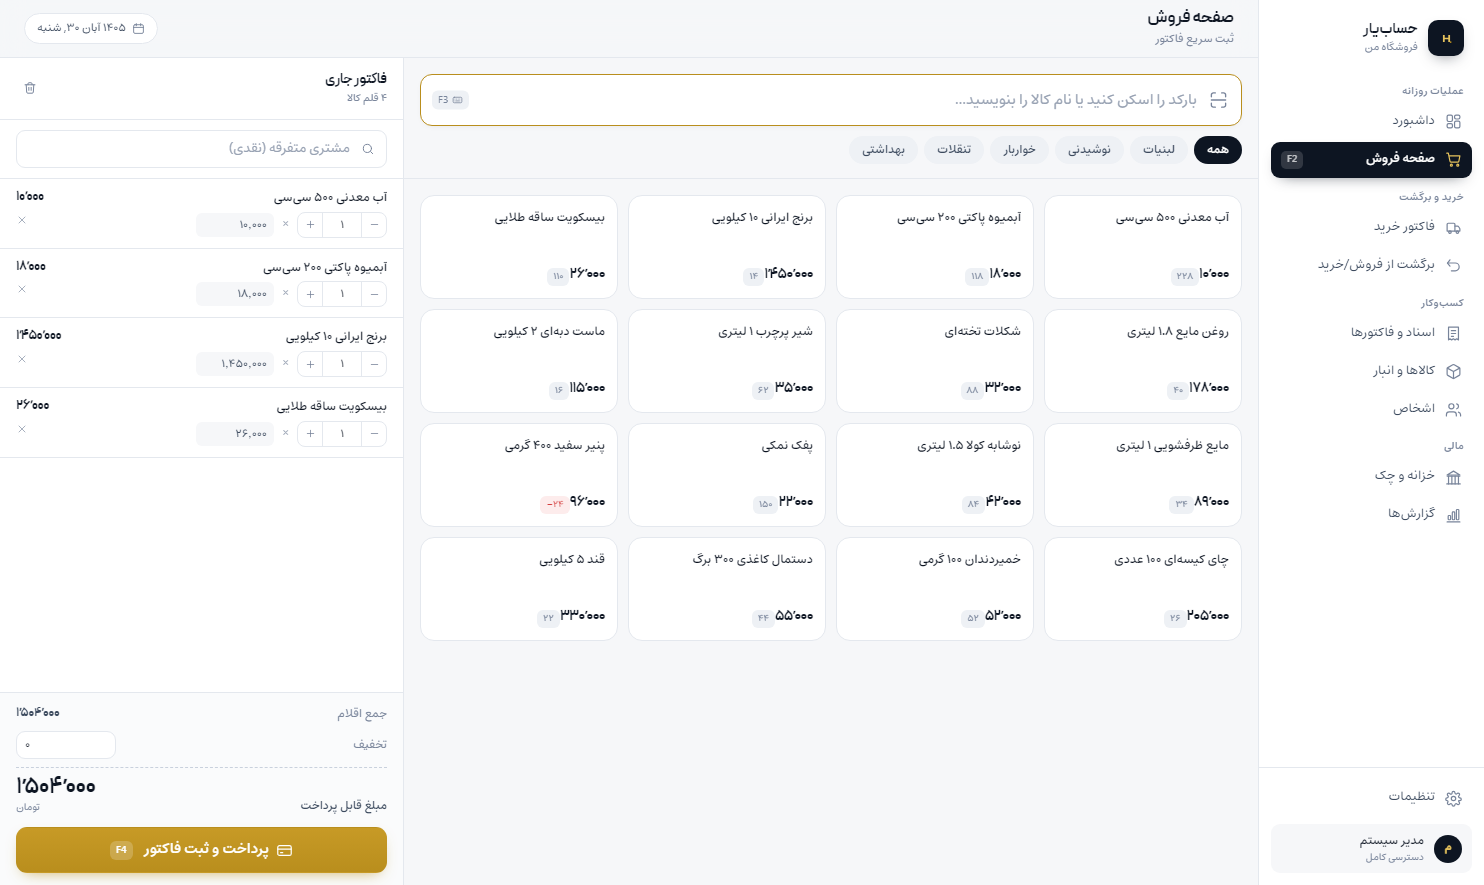 H.
حساب‌یار
فروشگاه من
عملیات روزانه
داشبورد
صفحه فروش F2
خرید و برگشت
فاکتور خرید
برگشت از فروش/خرید
کسب‌وکار
اسناد و فاکتورها
کالاها و انبار
اشخاص
مالی
خزانه و چک
گزارش‌ها
تنظیمات
م
مدیر سیستم
دسترسی کامل
صفحه فروش
ثبت سریع فاکتور
۱۴۰۵ آبان ۳۰, شنبه
بارکد را اسکن کنید یا نام کالا را بنویسید... F3
همه لبنیات نوشیدنی خواربار تنقلات بهداشتی
آب معدنی ۵۰۰ سی‌سی
۱۰٬۰۰۰ ۲۲۸
آبمیوه پاکتی ۲۰۰ سی‌سی
۱۸٬۰۰۰ ۱۱۸
برنج ایرانی ۱۰ کیلویی
۱٬۴۵۰٬۰۰۰ ۱۴
بیسکویت ساقه طلایی
۲۶٬۰۰۰ ۱۱۰
روغن مایع ۱.۸ لیتری
۱۷۸٬۰۰۰ ۴۰
شکلات تخته‌ای
۳۲٬۰۰۰ ۸۸
شیر پرچرب ۱ لیتری
۳۵٬۰۰۰ ۶۲
ماست دبه‌ای ۲ کیلویی
۱۱۵٬۰۰۰ ۱۶
مایع ظرفشویی ۱ لیتری
۸۹٬۰۰۰ ۳۴
نوشابه کولا ۱.۵ لیتری
۴۲٬۰۰۰ ۸۴
پفک نمکی
۲۲٬۰۰۰ ۱۵۰
پنیر سفید ۴۰۰ گرمی
۹۶٬۰۰۰ −۲۴
چای کیسه‌ای ۱۰۰ عددی
۲۰۵٬۰۰۰ ۲۶
خمیردندان ۱۰۰ گرمی
۵۲٬۰۰۰ ۵۲
دستمال کاغذی ۳۰۰ برگ
۵۵٬۰۰۰ ۴۴
قند ۵ کیلویی
۳۳۰٬۰۰۰ ۲۲
فاکتور جاری
۴ قلم کالا
مشتری متفرقه (نقدی)
آب معدنی ۵۰۰ سی‌سی ۱۰٬۰۰۰
− ۱ + × ۱۰,۰۰۰ ×
آبمیوه پاکتی ۲۰۰ سی‌سی ۱۸٬۰۰۰
− ۱ + × ۱۸,۰۰۰ ×
برنج ایرانی ۱۰ کیلویی ۱٬۴۵۰٬۰۰۰
− ۱ + × ۱,۴۵۰,۰۰۰ ×
بیسکویت ساقه طلایی ۲۶٬۰۰۰
− ۱ + × ۲۶,۰۰۰ ×
جمع اقلام ۱٬۵۰۴٬۰۰۰
تخفیف ۰
مبلغ قابل پرداخت ۱٬۵۰۴٬۰۰۰
تومان
پرداخت و ثبت فاکتور F4